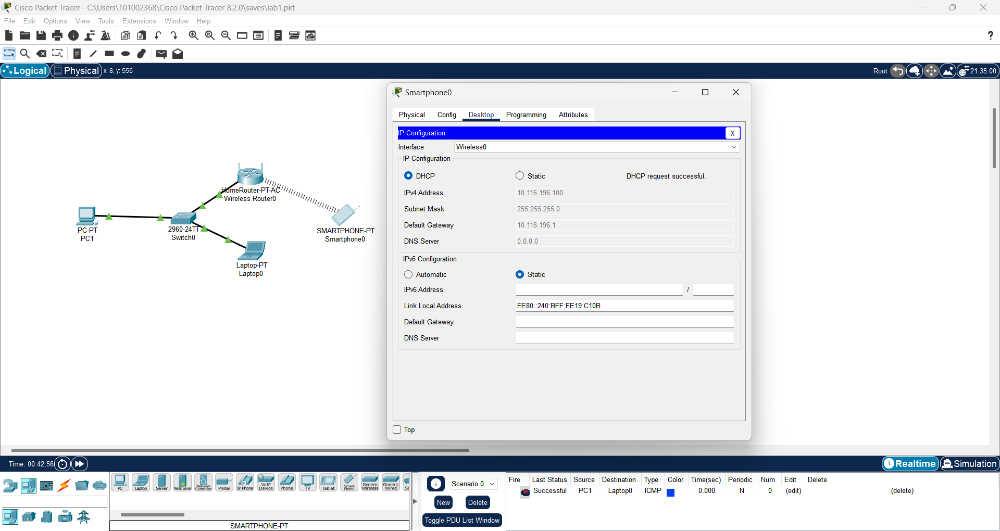 Cisco Packet Tracer - C:\Users\101002368\Cisco Packet Tracer 8.2.0\saves\lab1.pkt
File Edit Options View Tools Extensions Window Help
Logical Physical x: 8, y: 556 Root 21:35:00
HomeRouter-PT-AC
Wireless Router0
PC-PT
PC1
2960-24TT
Switch0
SMARTPHONE-PT
Smartphone0
Laptop-PT
Laptop0
Smartphone0
Physical Config Desktop Programming Attributes
IP Configuration X
Interface Wireless0
IP Configuration
DHCP Static DHCP request successful.
IPv4 Address 10.116.196.100
Subnet Mask 255.255.255.0
Default Gateway 10.116.196.1
DNS Server 0.0.0.0
IPv6 Configuration
Automatic Static
IPv6 Address /
Link Local Address FE80::240:BFF:FE19:C10B
Default Gateway
DNS Server
Top
Time: 00:42:56 Realtime Simulation
PC Laptop Server Meraki Server Network Controller Printer IP Phone VoIP Device Phone TV Tablet Smart Phone Generic Wireless Generic Wired
SMARTPHONE-PT
Scenario 0
New Delete
Toggle PDU List Window
Fire Last Status Source Destination Type Color Time(sec) Periodic Num Edit Delete
Successful PC1 Laptop0 ICMP 0.000 N 0 (edit) (delete)